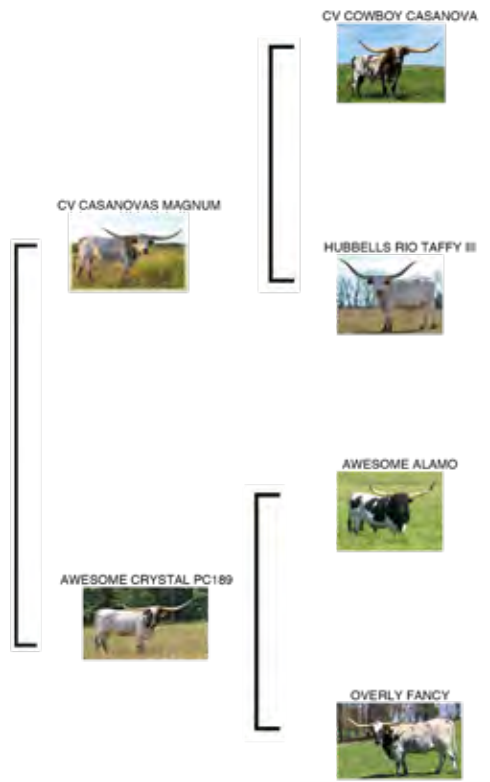 CV COWBOY CASANOVA
CV CASANOVAS MAGNUM
HUBBELLS RIO TAFFY III
AWESOME ALAMO
AWESOME CRYSTAL PC189
OVERLY FANCY